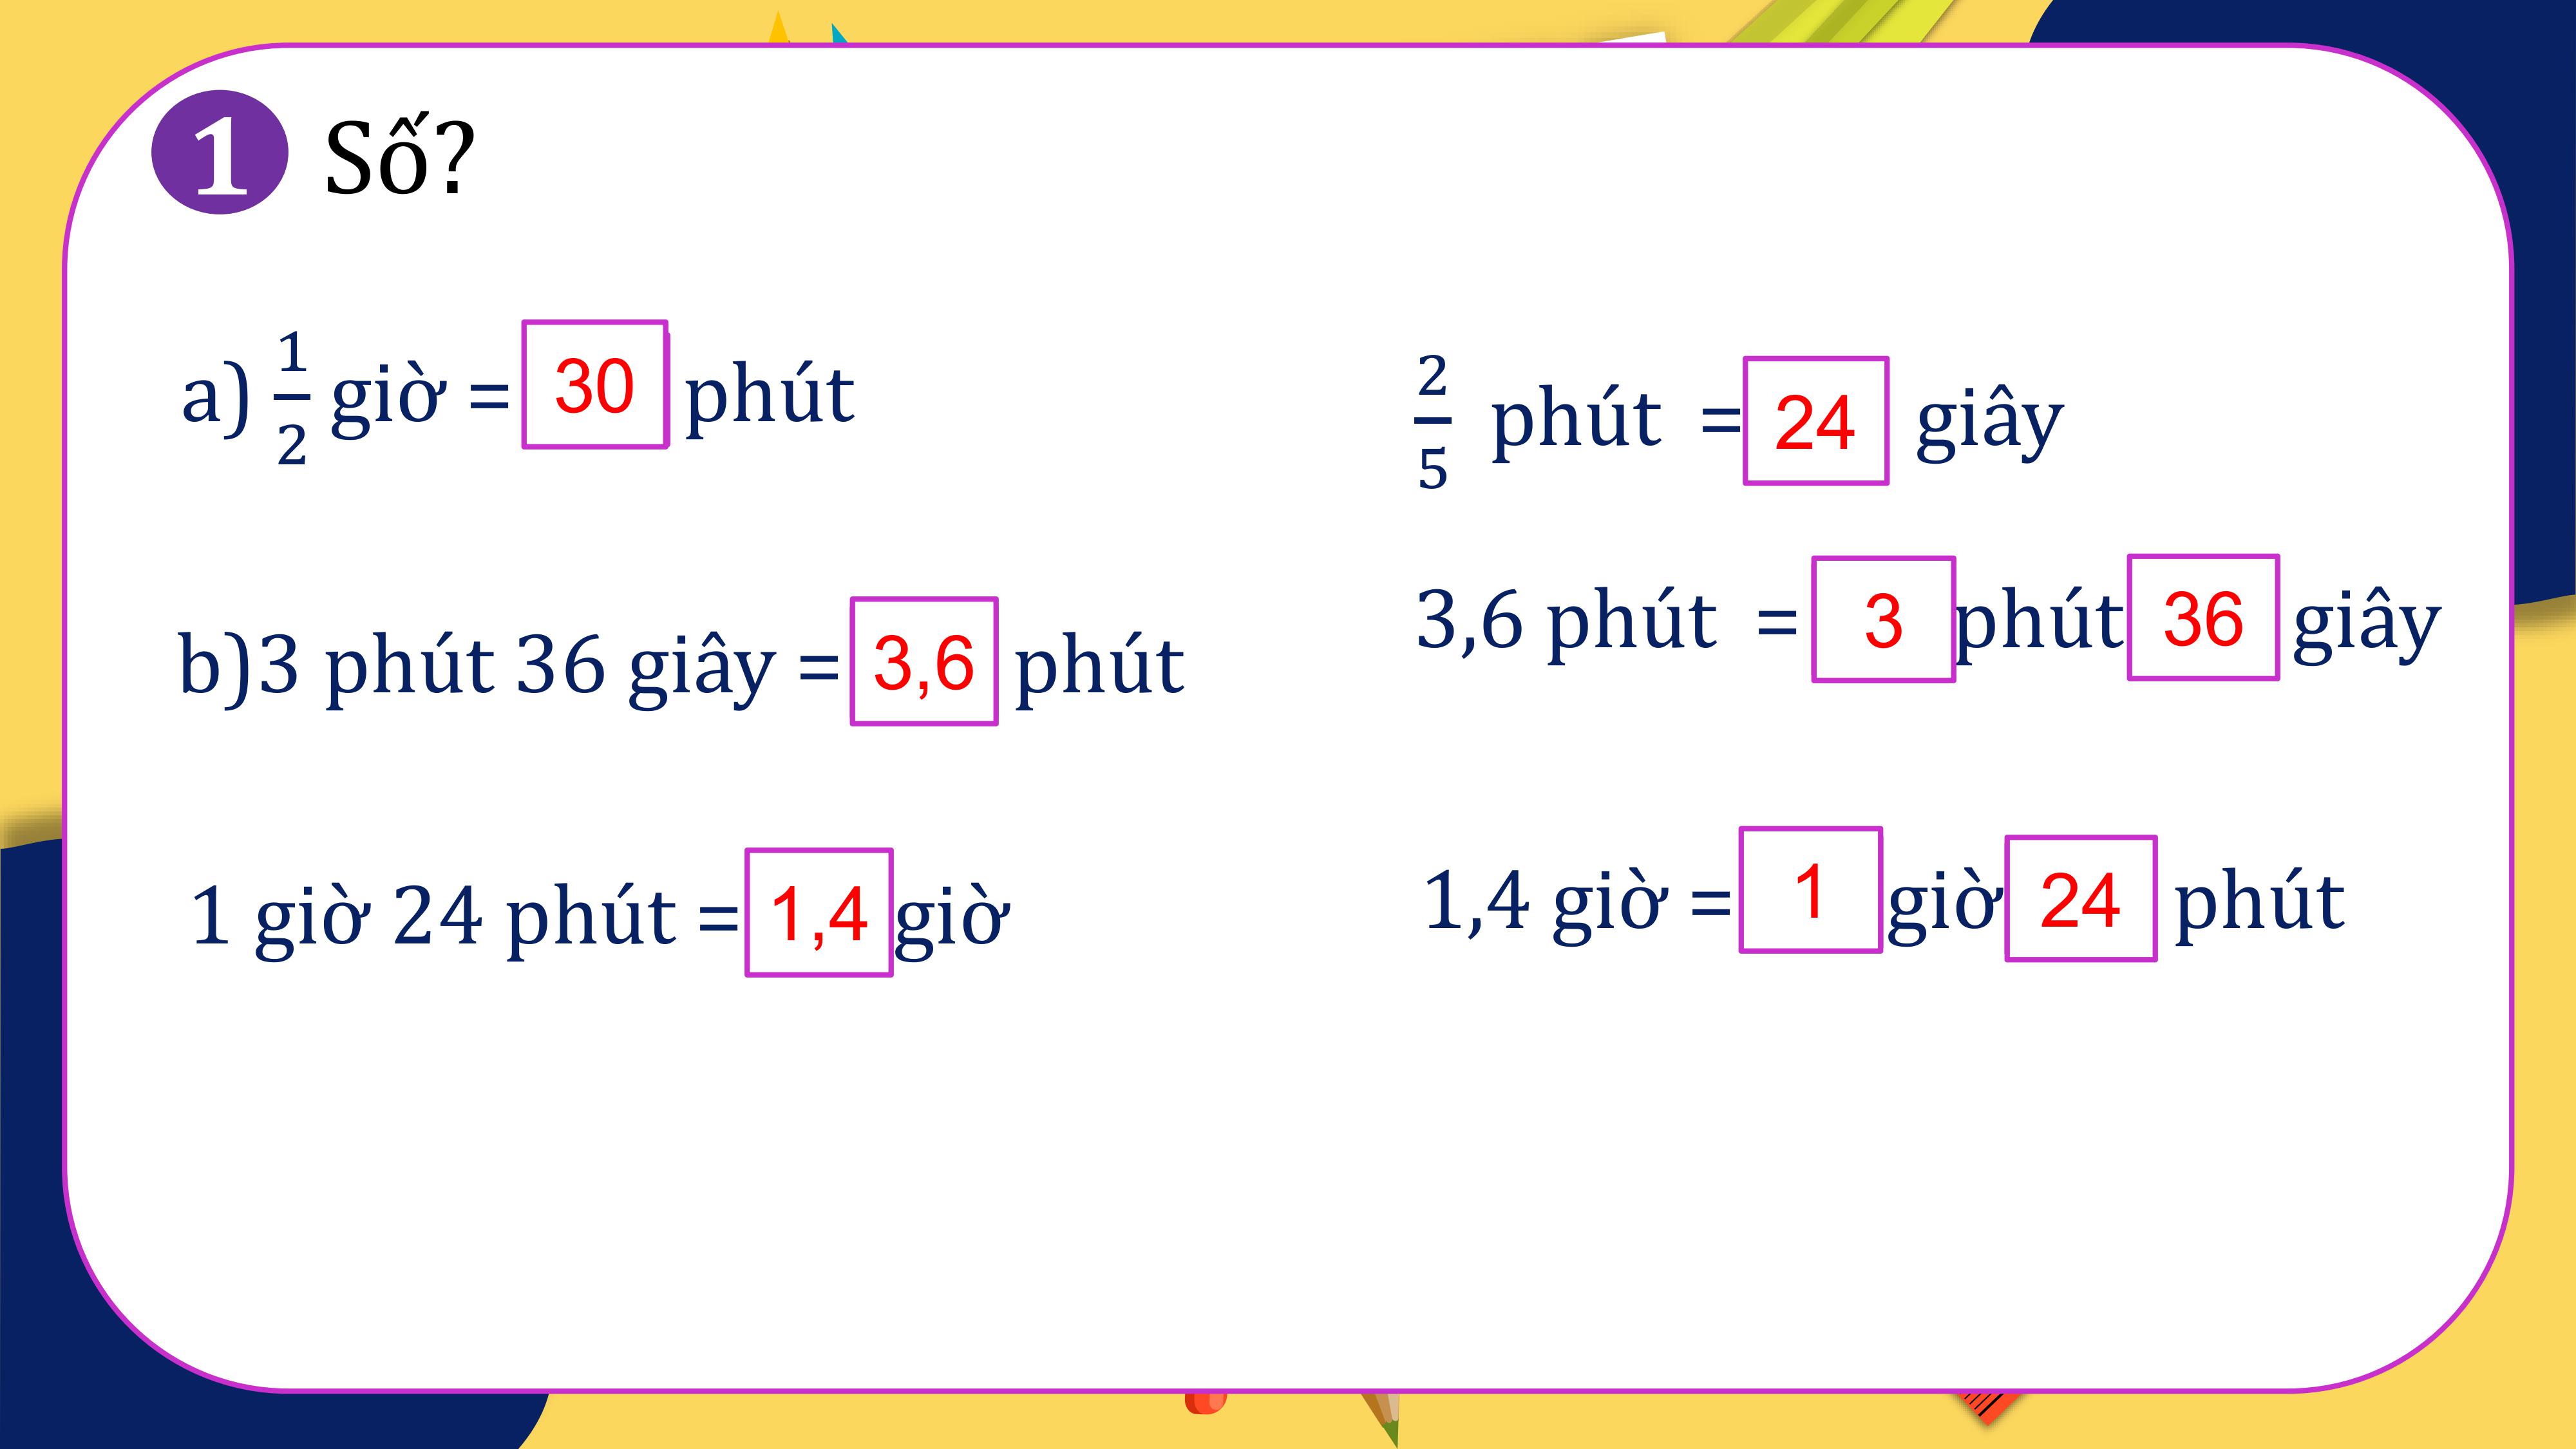 1 Số?
a) 1/2 giờ = 30 phút
2/5 phút = 24 giây
b)3 phút 36 giây = 3,6 phút
3,6 phút = 3 phút 36 giây
1 giờ 24 phút = 1,4 giờ
1,4 giờ = 1 giờ 24 phút